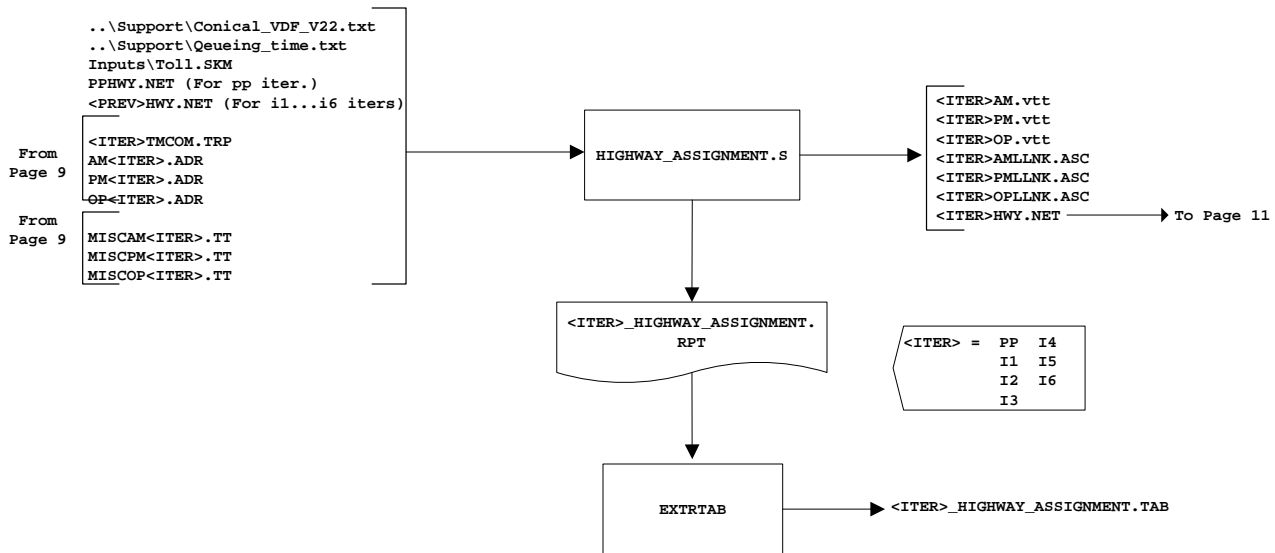 ..\Support\Conical_VDF_V22.txt
..\Support\Qeueing_time.txt
Inputs\Toll.SKM
PPHWY.NET (For pp iter.)
<PREV>HWY.NET (For i1...i6 iters)
From
Page 9
<ITER>TMCOM.TRP
AM<ITER>.ADR
PM<ITER>.ADR
OP<ITER>.ADR
From
Page 9
MISCAM<ITER>.TT
MISCPM<ITER>.TT
MISCOP<ITER>.TT
HIGHWAY_ASSIGNMENT.S
<ITER>AM.vtt
<ITER>PM.vtt
<ITER>OP.vtt
<ITER>AMLLNK.ASC
<ITER>PMLLNK.ASC
<ITER>OPLLNK.ASC
<ITER>HWY.NET
To Page 11
<ITER>_HIGHWAY_ASSIGNMENT.
RPT
<ITER> = PP I4
I1 I5
I2 I6
I3
EXTRTAB
<ITER>_HIGHWAY_ASSIGNMENT.TAB